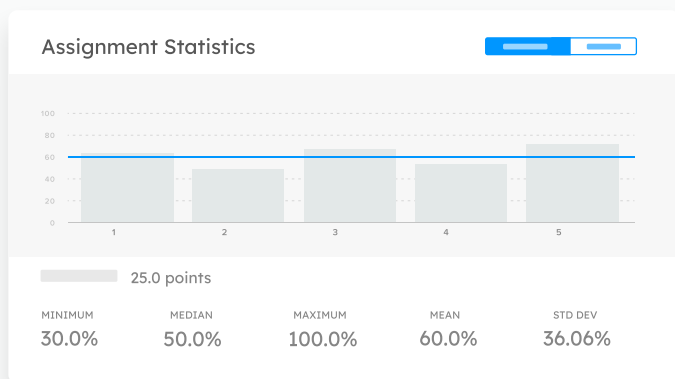 Assignment Statistics
100
80
60
40
20
0
1 2 3 4 5
25.0 points
MINIMUM MEDIAN MAXIMUM MEAN STD DEV
30.0% 50.0% 100.0% 60.0% 36.06%